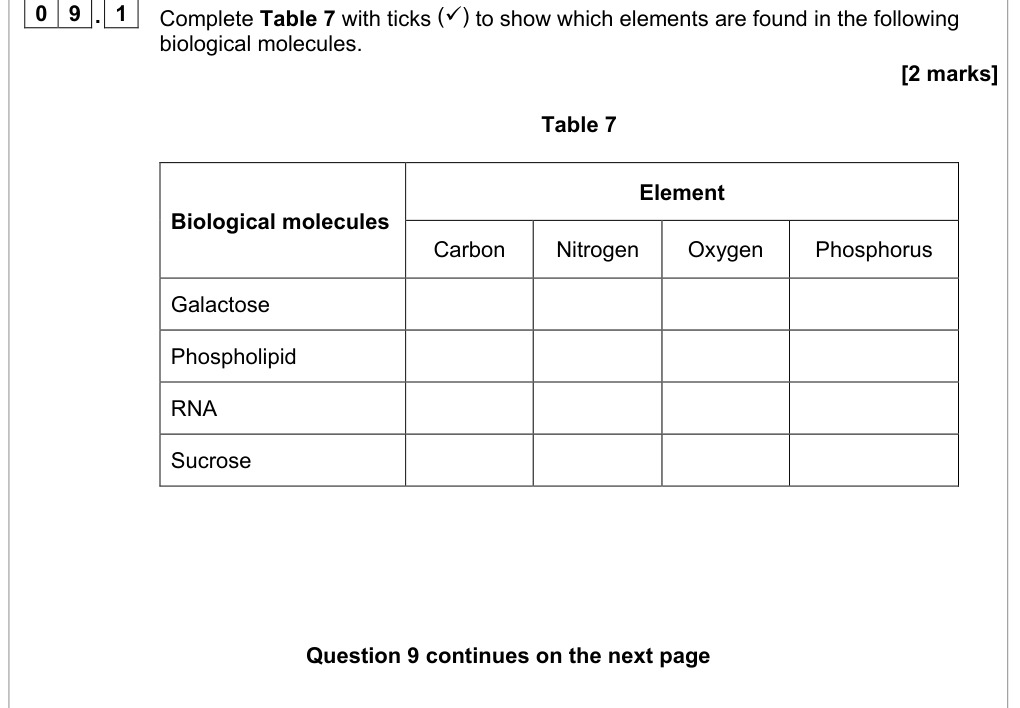 0 9 . 1 Complete Table 7 with ticks (✓) to show which elements are found in the following
biological molecules.
[2 marks]
Table 7
Biological molecules
Element
Carbon Nitrogen Oxygen Phosphorus
Galactose
Phospholipid
RNA
Sucrose
Question 9 continues on the next page